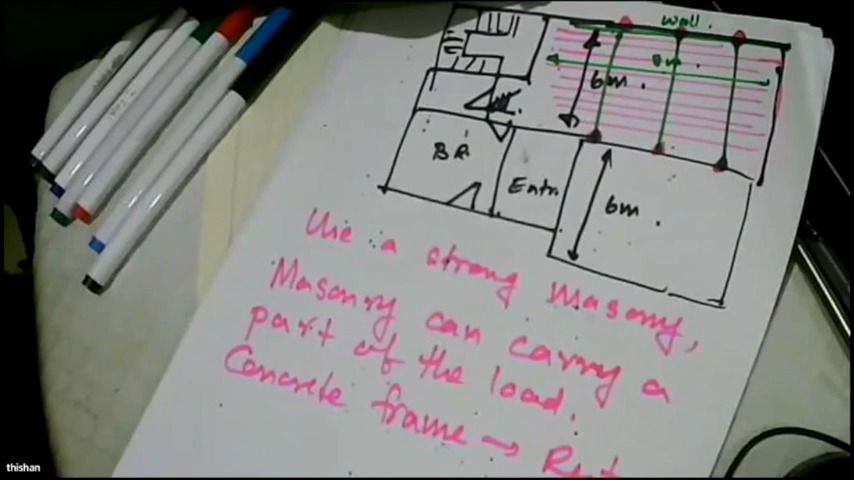 wall.
8m.
6m.
BR
Entr.
6m.
Use a strong masonry,
Masonry can carry a
part of the load.
Concrete frame →
thishan